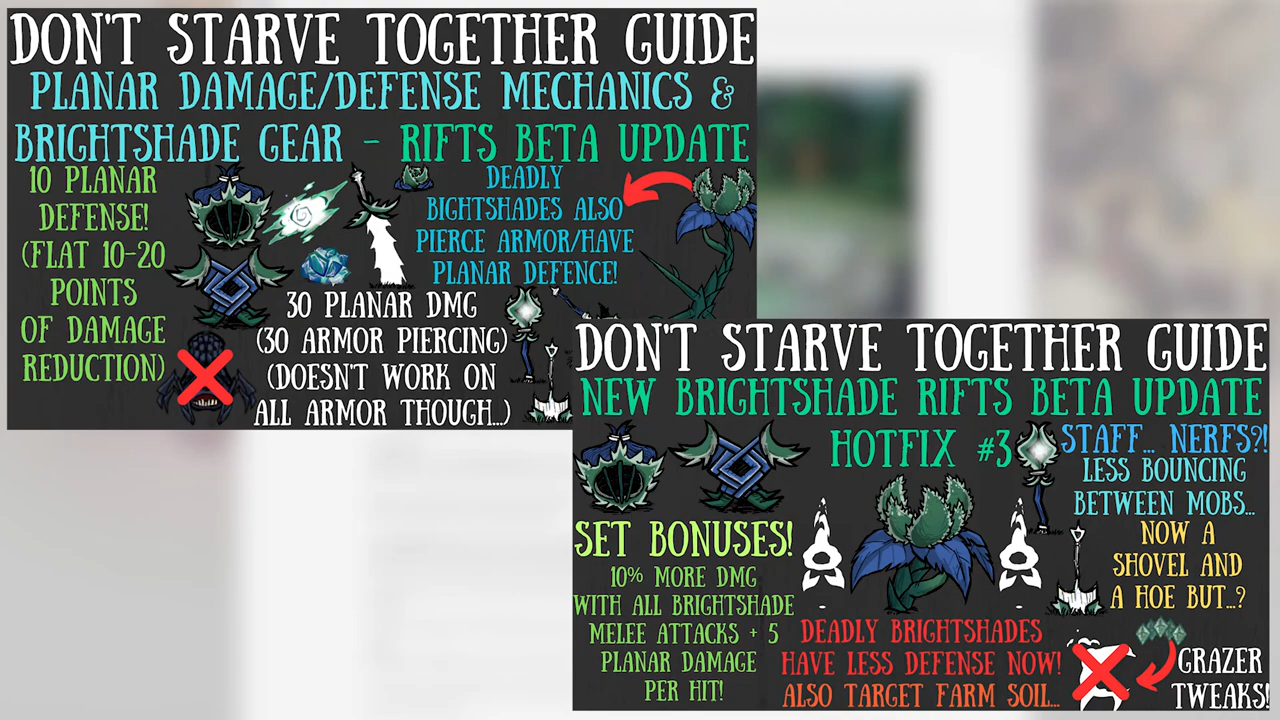 DON'T STARVE TOGETHER GUIDE
PLANAR DAMAGE/DEFENSE MECHANICS &
BRIGHTSHADE GEAR - RIFTS BETA UPDATE
10 PLANAR
DEFENSE!
(FLAT 10-20
POINTS
OF DAMAGE
REDUCTION)
DEADLY
BIGHTSHADES ALSO
PIERCE ARMOR/HAVE
PLANAR DEFENCE!
30 PLANAR DMG
(30 ARMOR PIERCING)
(DOESN'T WORK ON
ALL ARMOR THOUGH...)
DON'T STARVE TOGETHER GUIDE
NEW BRIGHTSHADE RIFTS BETA UPDATE
HOTFIX #3
STAFF... NERFS?!
LESS BOUNCING
BETWEEN MOBS...
NOW A
SHOVEL AND
A HOE BUT...?
SET BONUSES!
10% MORE DMG
WITH ALL BRIGHTSHADE
MELEE ATTACKS + 5
PLANAR DAMAGE
PER HIT!
DEADLY BRIGHTSHADES
HAVE LESS DEFENSE NOW!
ALSO TARGET FARM SOIL...
GRAZER
TWEAKS!